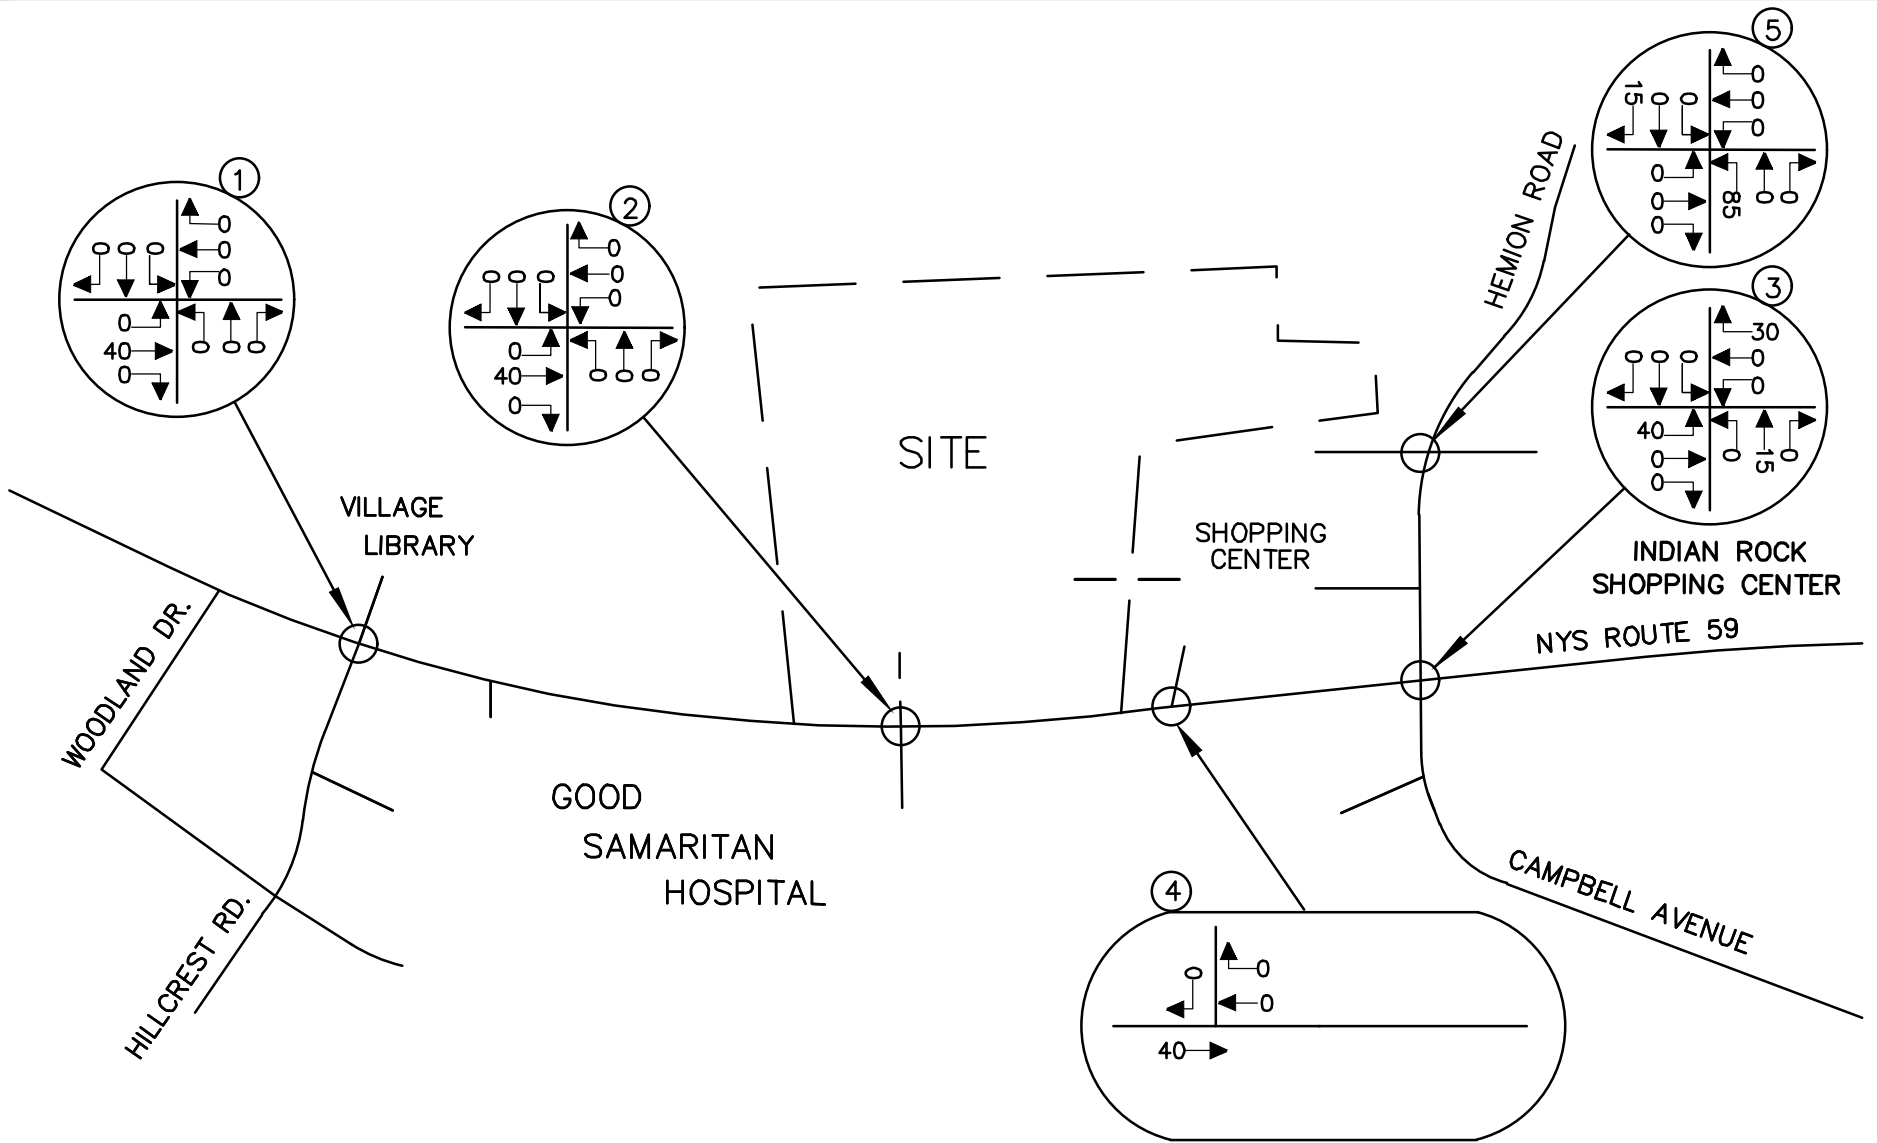 5
0
0
15 0 0
0
0
0
0
85 0 0
1
0
0 0 0
0
0
0
40
0
0 0 0
2
0
0 0 0
0
0
0
40
0
0 0 0
HEMION ROAD
3
30
0 0 0
0
0
40
0
0
0 15 0
SITE
VILLAGE
LIBRARY
SHOPPING
CENTER
INDIAN ROCK
SHOPPING CENTER
NYS ROUTE 59
WOODLAND DR.
GOOD
SAMARITAN
HOSPITAL
HILLCREST RD.
CAMPBELL AVENUE
4
0
0
0
40